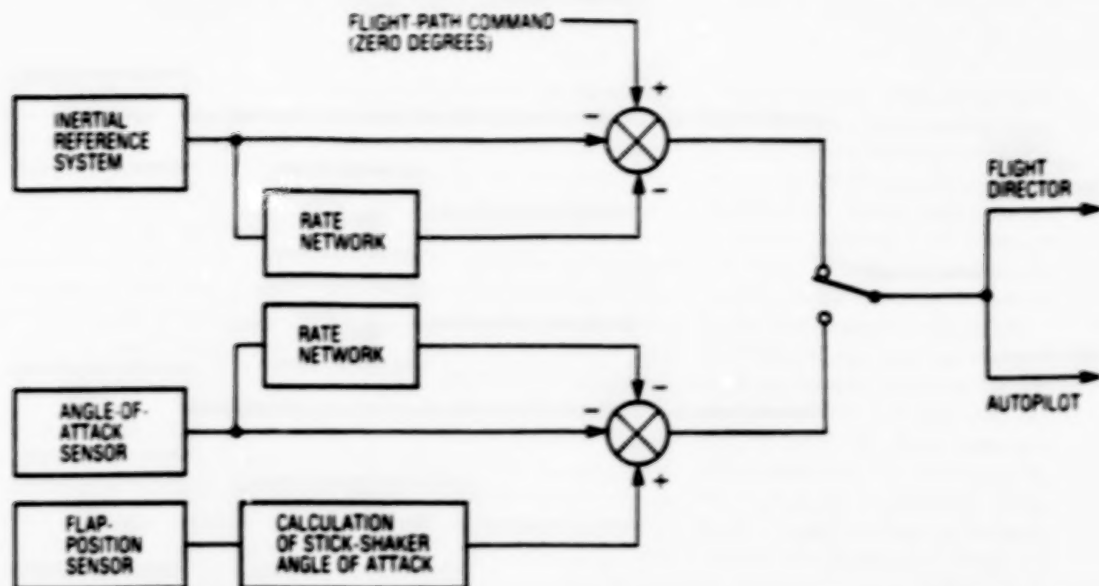 FLIGHT-PATH COMMAND
(ZERO DEGREES)
+
−
−
INERTIAL
REFERENCE
SYSTEM
RATE
NETWORK
FLIGHT
DIRECTOR
RATE
NETWORK
−
−
+
AUTOPILOT
ANGLE-OF-
ATTACK
SENSOR
FLAP-
POSITION
SENSOR
CALCULATION
OF STICK-SHAKER
ANGLE OF ATTACK